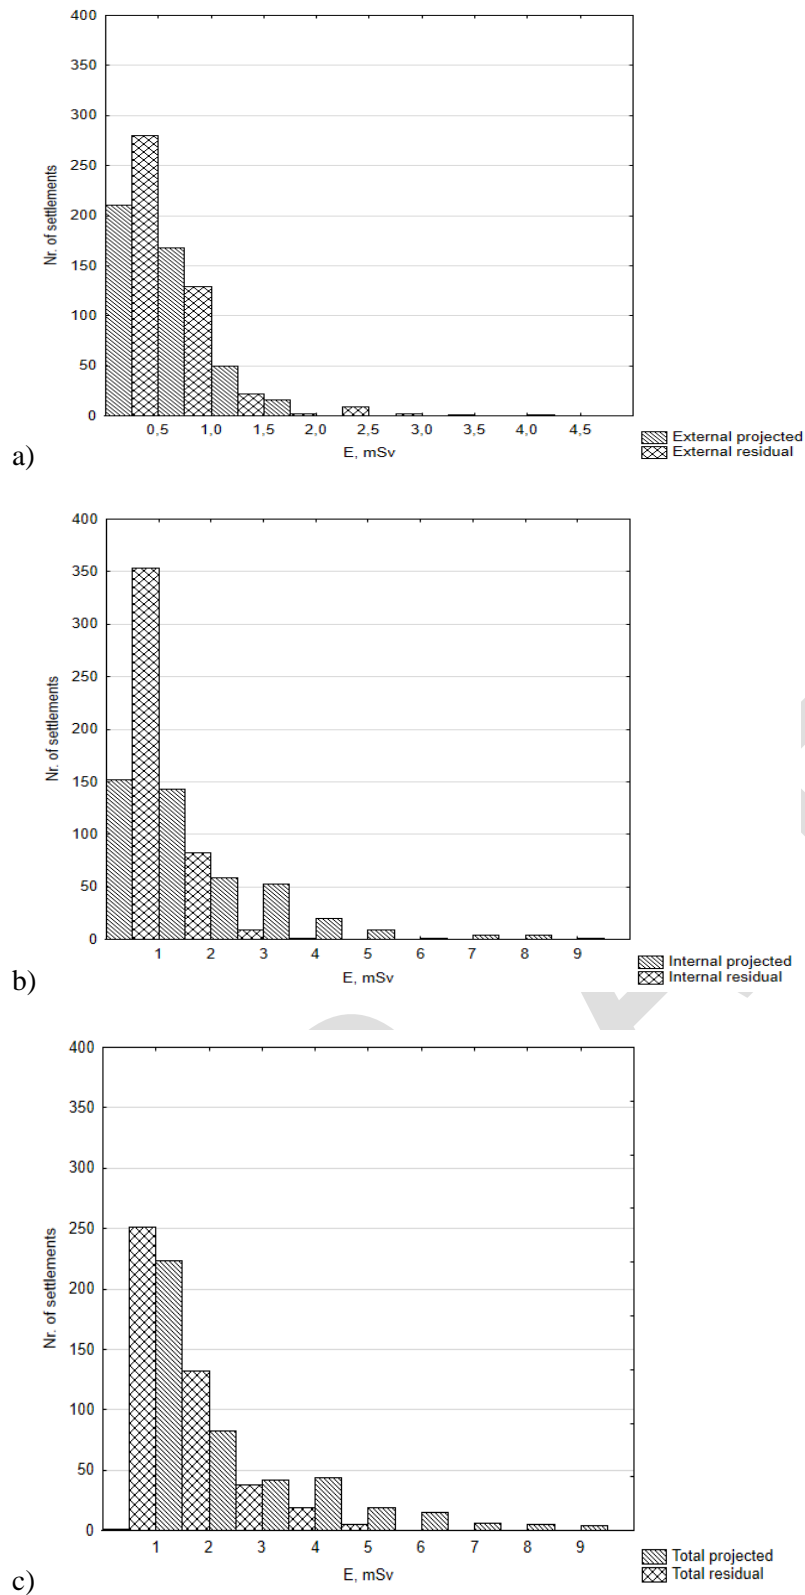 400
350
300
250
200
150
100
50
0
Nr. of settlements
0,5 1,0 1,5 2,0 2,5 3,0 3,5 4,0 4,5
E, mSv
External projected
External residual
a)
400
350
300
250
200
150
100
50
0
Nr. of settlements
1 2 3 4 5 6 7 8 9
E, mSv
Internal projected
Internal residual
b)
400
350
300
250
200
150
100
50
0
Nr. of settlements
1 2 3 4 5 6 7 8 9
E, mSv
Total projected
Total residual
c)